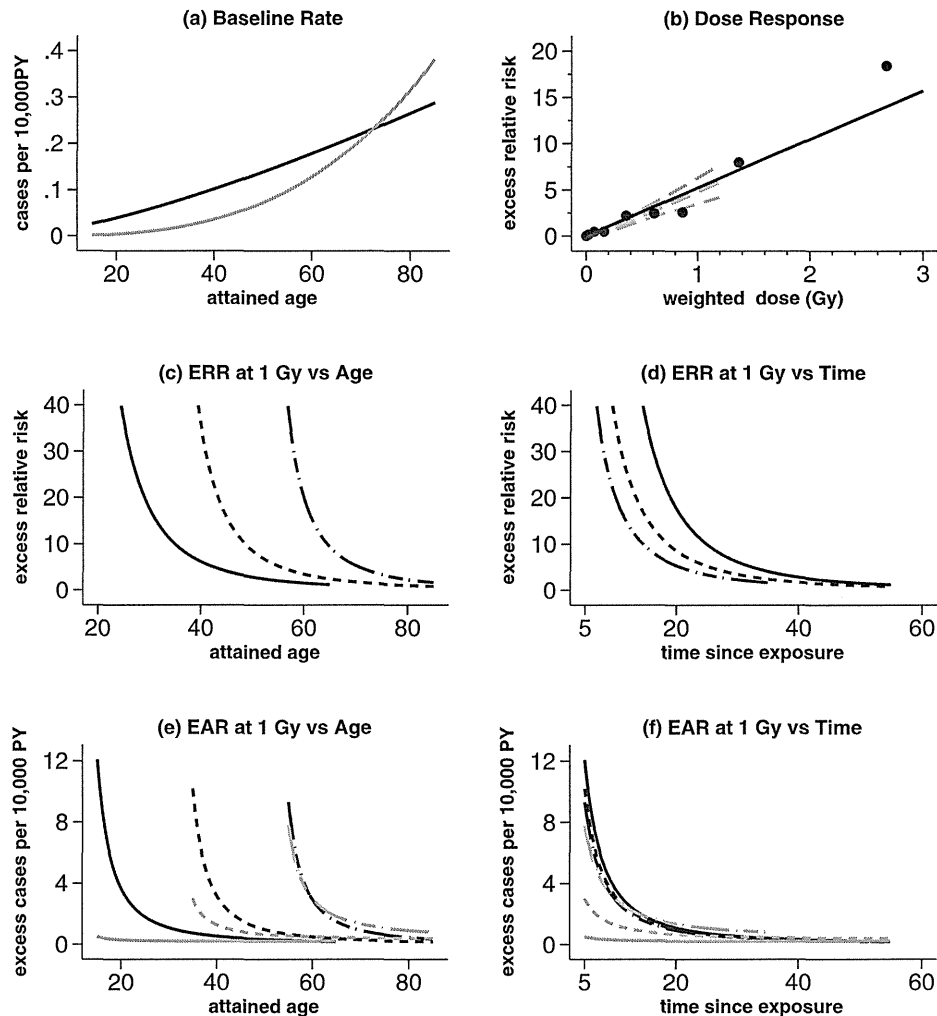 (a) Baseline Rate
cases per 10,000PY
.4
.3
.2
.1
0
20 40 60 80
attained age
(b) Dose Response
excess relative risk
20
15
10
5
0
0 1 2 3
weighted dose (Gy)
(c) ERR at 1 Gy vs Age
excess relative risk
40
30
20
10
0
20 40 60 80
attained age
(d) ERR at 1 Gy vs Time
excess relative risk
40
30
20
10
0
5 20 40 60
time since exposure
(e) EAR at 1 Gy vs Age
excess cases per 10,000 PY
12
8
4
0
20 40 60 80
attained age
(f) EAR at 1 Gy vs Time
excess cases per 10,000 PY
12
8
4
0
5 20 40 60
time since exposure